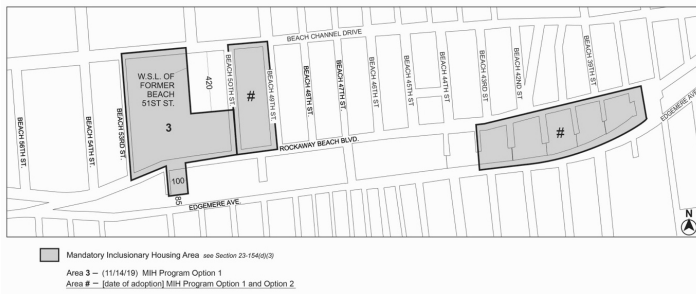 BEACH CHANNEL DRIVE
W.S.L. OF
FORMER
BEACH
51ST ST.
3
420
#
100
85
BEACH 56TH ST.
BEACH 54TH ST.
BEACH 53RD ST.
BEACH 50TH ST.
BEACH 49TH ST.
BEACH 48TH ST.
BEACH 47TH ST.
BEACH 46TH ST.
BEACH 45TH ST.
BEACH 44TH ST.
BEACH 43RD ST.
BEACH 42ND ST.
BEACH 39TH ST.
ROCKAWAY BEACH BLVD.
#
EDGEMERE AVE.
EDGEMERE AVE.
N
Mandatory Inclusionary Housing Area see Section 23-154(d)(3)
Area 3 – (11/14/19) MIH Program Option 1
Area # – [date of adoption] MIH Program Option 1 and Option 2